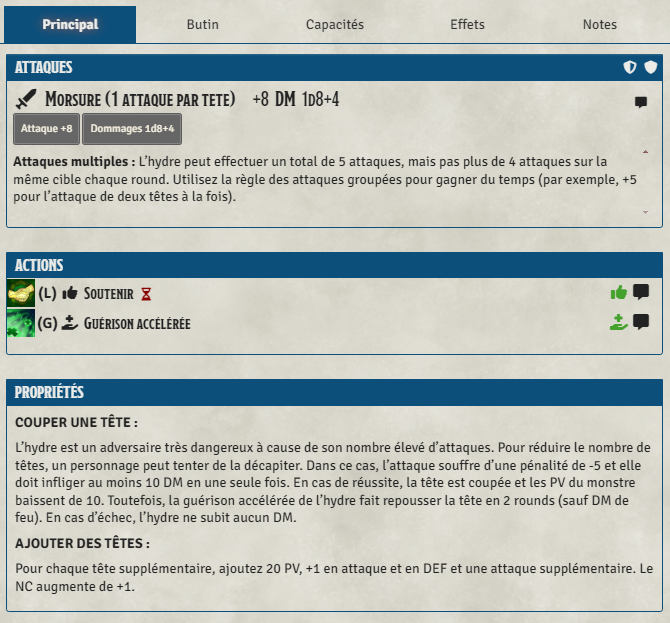 Principal Butin Capacités Effets Notes
ATTAQUES
MORSURE (1 ATTAQUE PAR TETE) +8 DM 1D8+4
Attaque +8 Dommages 1d8+4
Attaques multiples : L'hydre peut effectuer un total de 5 attaques, mais pas plus de 4 attaques sur la
même cible chaque round. Utilisez la règle des attaques groupées pour gagner du temps (par exemple, +5
pour l'attaque de deux têtes à la fois).
ACTIONS
(L) SOUTENIR
(G) GUÉRISON ACCÉLÉRÉE
PROPRIÉTÉS
COUPER UNE TÊTE :
L'hydre est un adversaire très dangereux à cause de son nombre élevé d'attaques. Pour réduire le nombre de
têtes, un personnage peut tenter de la décapiter. Dans ce cas, l'attaque souffre d'une pénalité de -5 et elle
doit infliger au moins 10 DM en une seule fois. En cas de réussite, la tête est coupée et les PV du monstre
baissent de 10. Toutefois, la guérison accélérée de l'hydre fait repousser la tête en 2 rounds (sauf DM de
feu). En cas d'échec, l'hydre ne subit aucun DM.
AJOUTER DES TÊTES :
Pour chaque tête supplémentaire, ajoutez 20 PV, +1 en attaque et en DEF et une attaque supplémentaire. Le
NC augmente de +1.